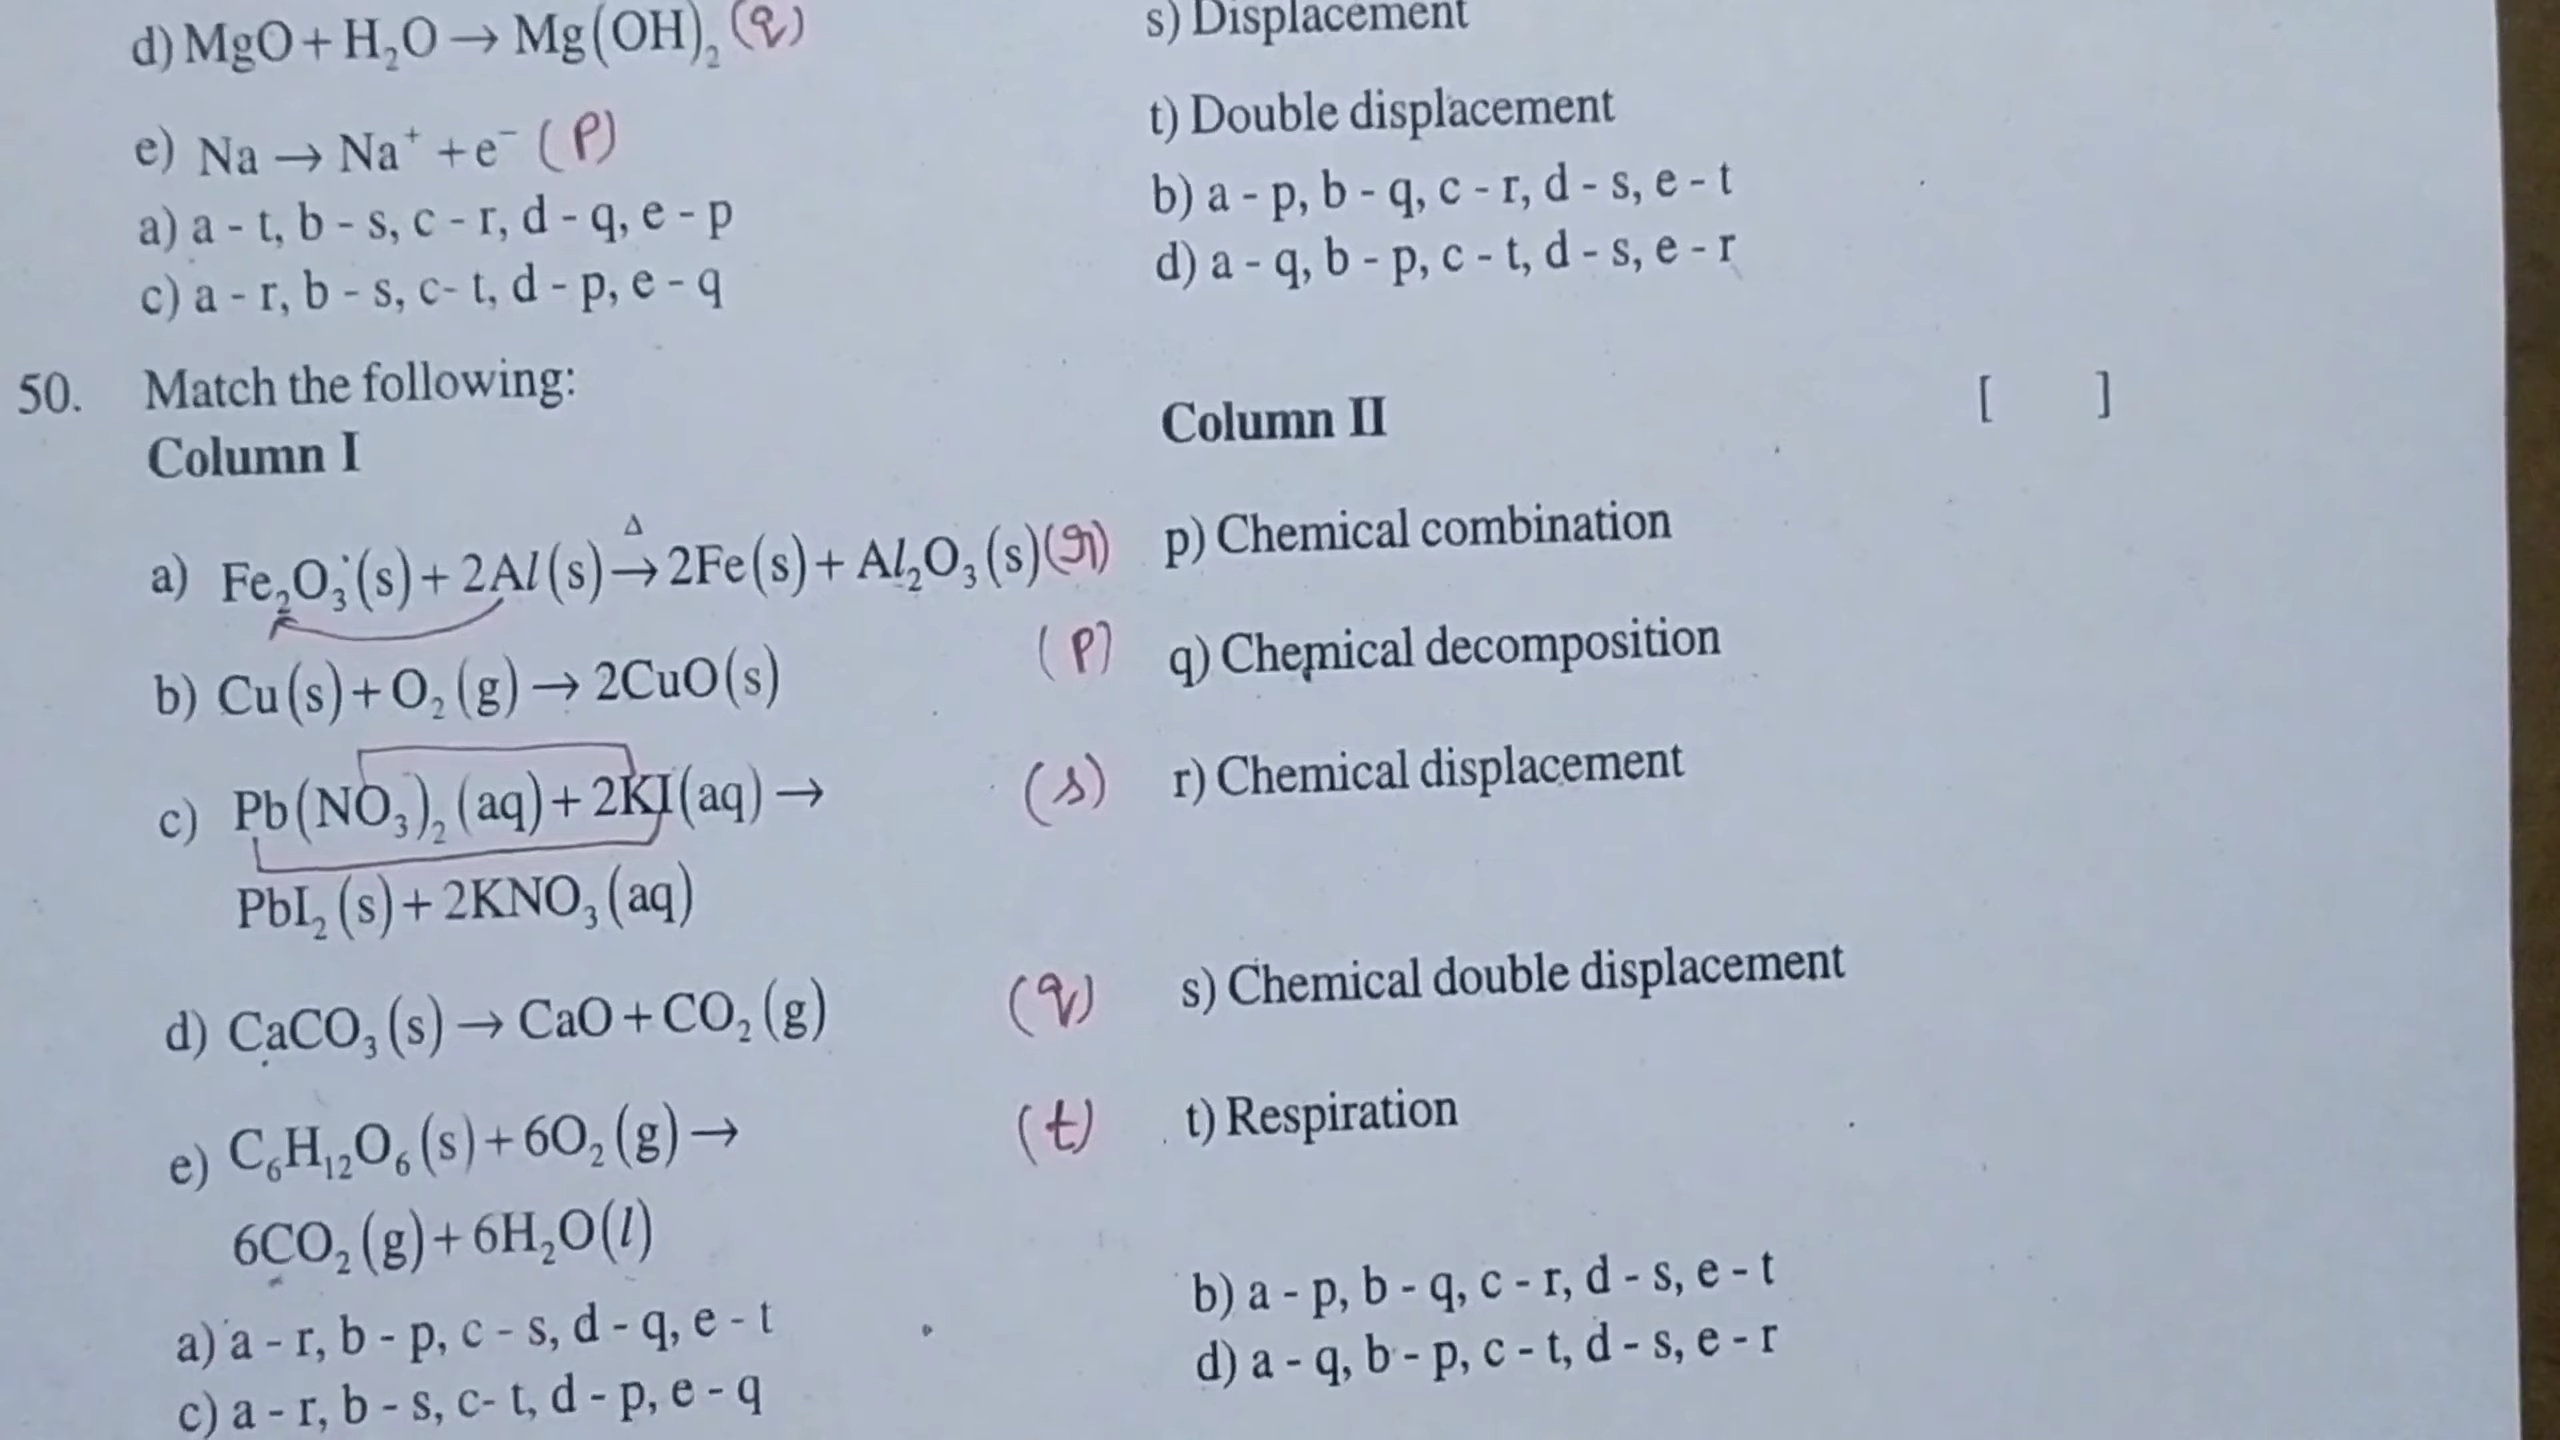 d) MgO + H₂O → Mg(OH)₂ (q)
s) Displacement
e) Na → Na⁺ + e⁻ (P)
t) Double displacement
a) a - t, b - s, c - r, d - q, e - p
b) a - p, b - q, c - r, d - s, e - t
c) a - r, b - s, c- t, d - p, e - q
d) a - q, b - p, c - t, d - s, e - r
50. Match the following: [ ]
Column I
Column II
a) Fe₂O₃(s) + 2Al(s) →Δ 2Fe(s) + Al₂O₃(s) (r)
p) Chemical combination
b) Cu(s) + O₂(g) → 2CuO(s) (P)
q) Chemical decomposition
c) Pb(NO₃)₂(aq) + 2KI(aq) → (s)
r) Chemical displacement
PbI₂(s) + 2KNO₃(aq)
d) CaCO₃(s) → CaO + CO₂(g) (q)
s) Chemical double displacement
e) C₆H₁₂O₆(s) + 6O₂(g) → (t)
t) Respiration
6CO₂(g) + 6H₂O(l)
a) a - r, b - p, c - s, d - q, e - t
b) a - p, b - q, c - r, d - s, e - t
c) a - r, b - s, c- t, d - p, e - q
d) a - q, b - p, c - t, d - s, e - r